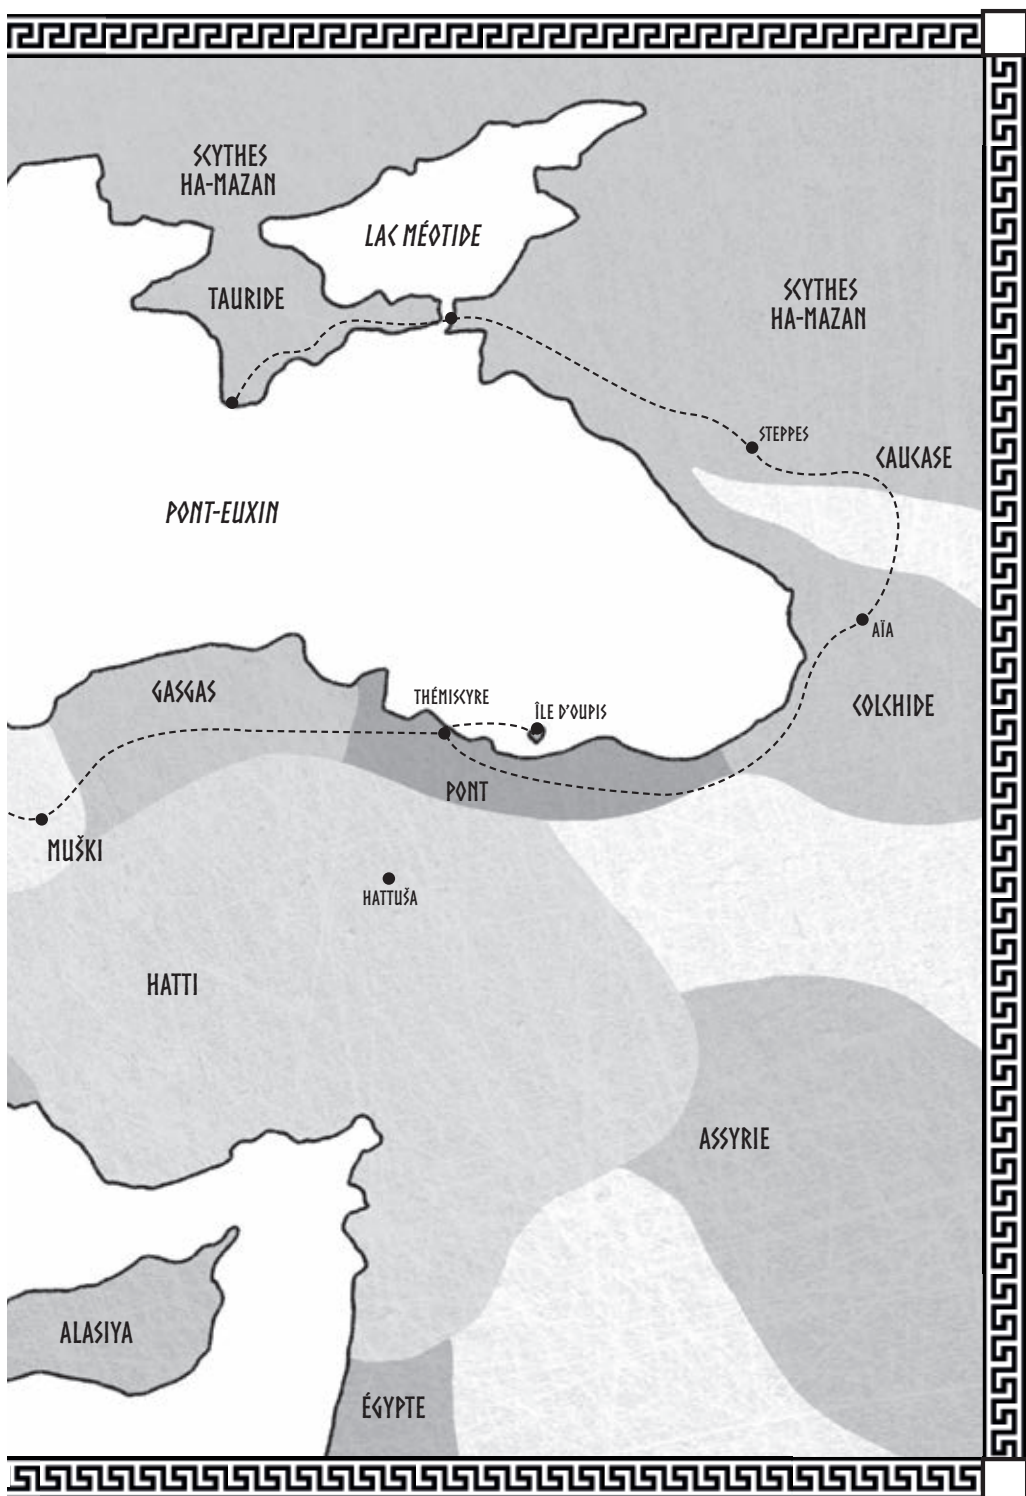 SCYTHES
HA-MAZAN
LAC MÉOTIDE
TAURIDE
SCYTHES
HA-MAZAN
STEPPES
CAUCASE
PONT-EUXIN
AÏA
GASGAS
THÉMISCYRE
ÎLE D'OUPIS
COLCHIDE
PONT
MUŠKI
HATTUŠA
HATTI
ASSYRIE
ALASIYA
ÉGYPTE